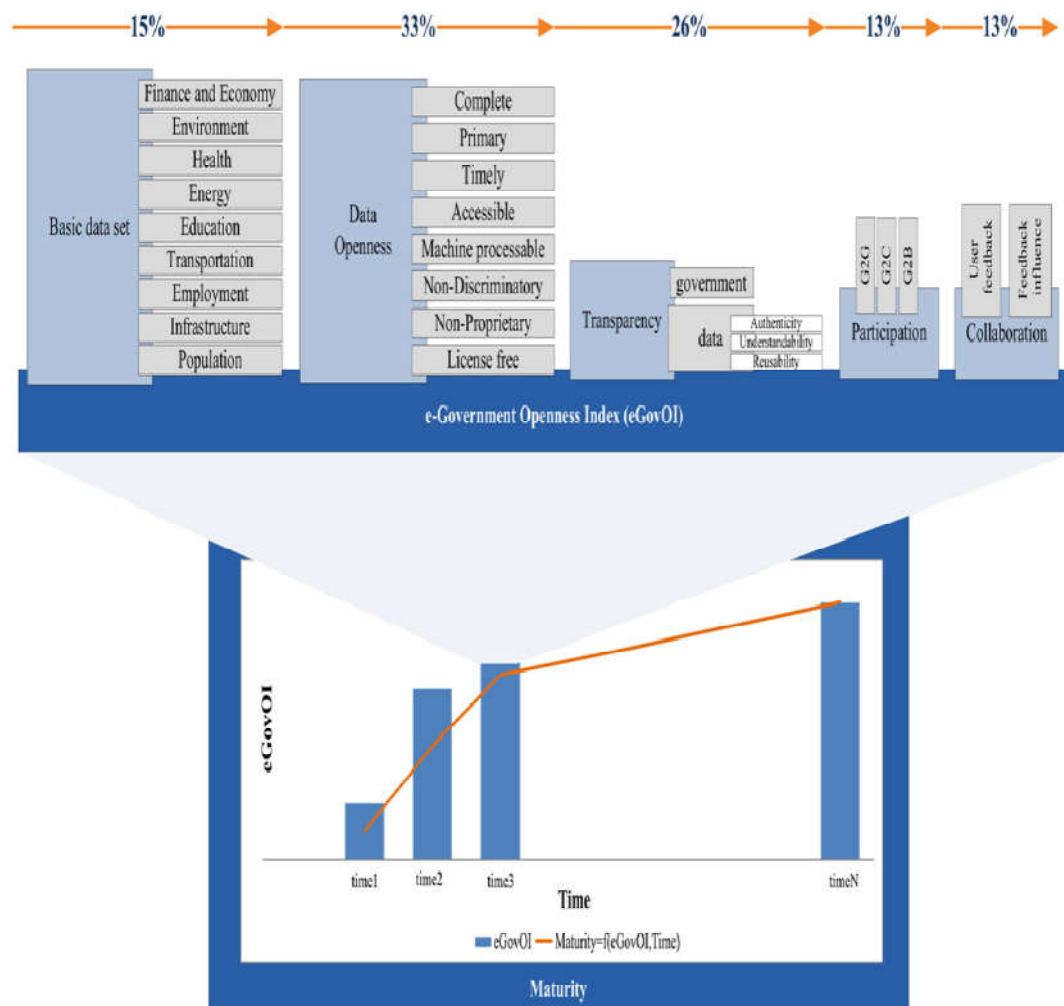 15%
33%
26%
13%
13%
Basic data set
Finance and Economy
Environment
Health
Energy
Education
Transportation
Employment
Infrastructure
Population
Data
Openness
Complete
Primary
Timely
Accessible
Machine processable
Non-Discriminatory
Non-Proprietary
License free
Transparency
government
data
Authenticity
Understandability
Reusability
G2G
G2C
G2B
Participation
User
feedback
Feedback
influence
Collaboration
e-Government Openness Index (eGovOI)
eGovOI
time1
time2
time3
timeN
Time
eGovOI
Maturity=f(eGovOI,Time)
Maturity